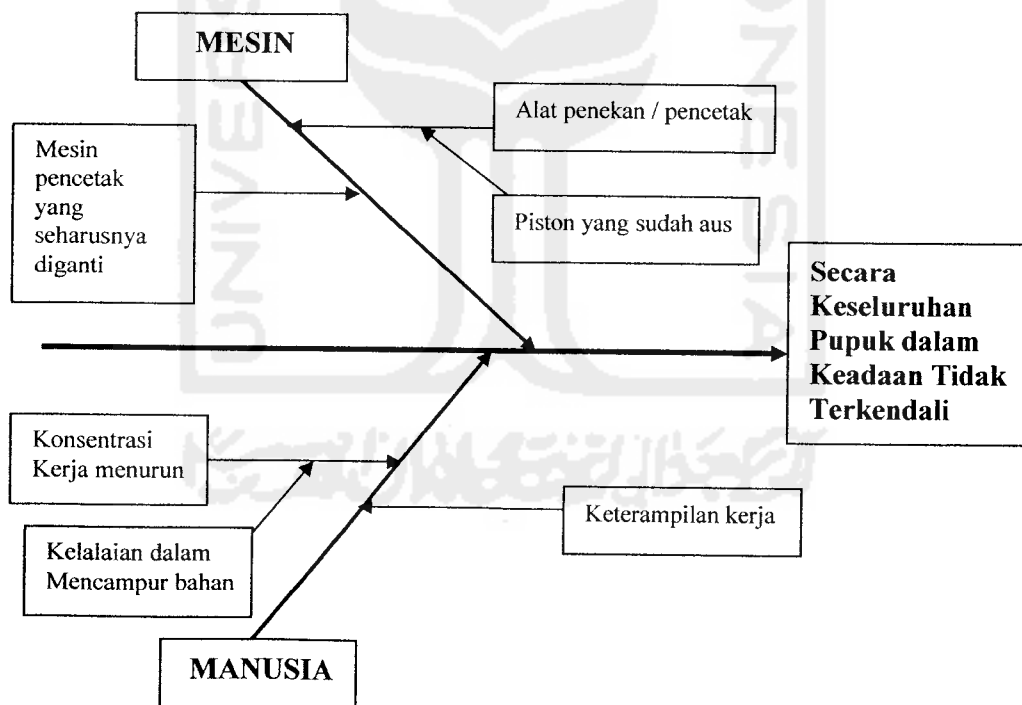 MESIN
Alat penekan / pencetak
Mesin
pencetak
yang
seharusnya
diganti
Piston yang sudah aus
Secara
Keseluruhan
Pupuk dalam
Keadaan Tidak
Terkendali
Konsentrasi
Kerja menurun
Keterampilan kerja
Kelalaian dalam
Mencampur bahan
MANUSIA